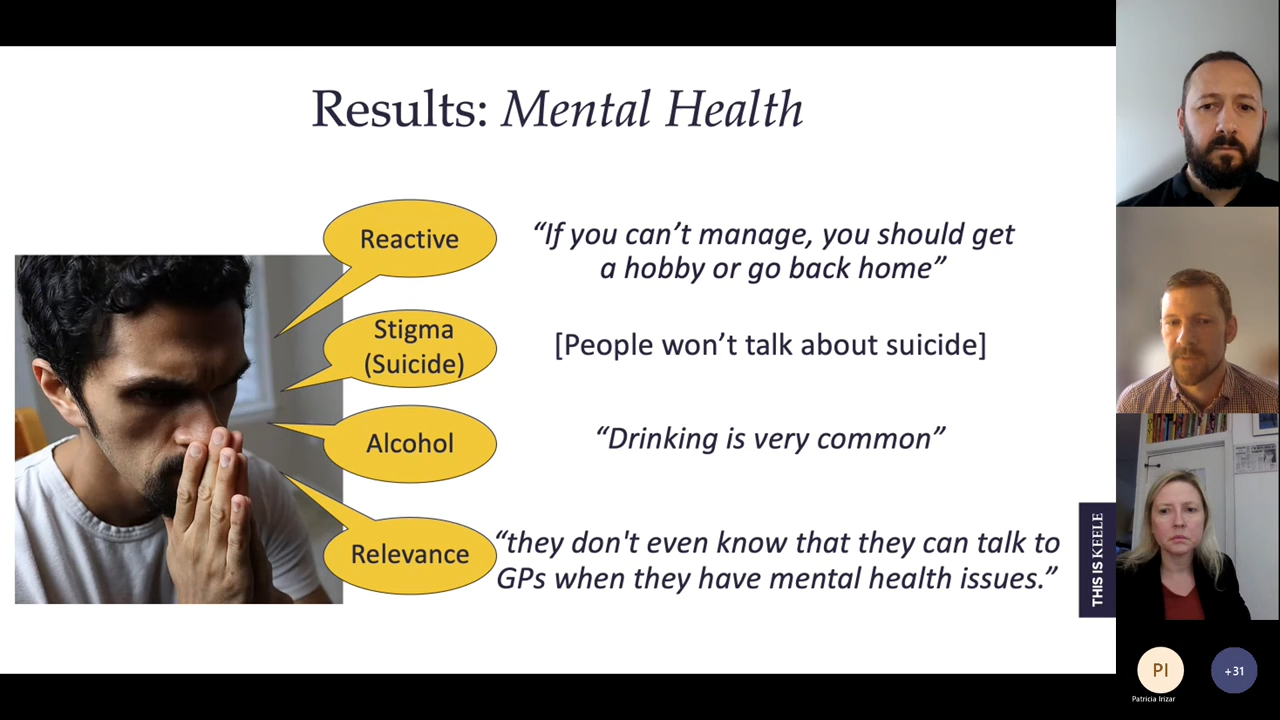 Results: Mental Health
Reactive
“If you can’t manage, you should get
a hobby or go back home”
Stigma
(Suicide)
[People won’t talk about suicide]
Alcohol
“Drinking is very common”
Relevance
“they don't even know that they can talk to
GPs when they have mental health issues.”
THIS IS KEELE
PI
+31
Patricia Irizar